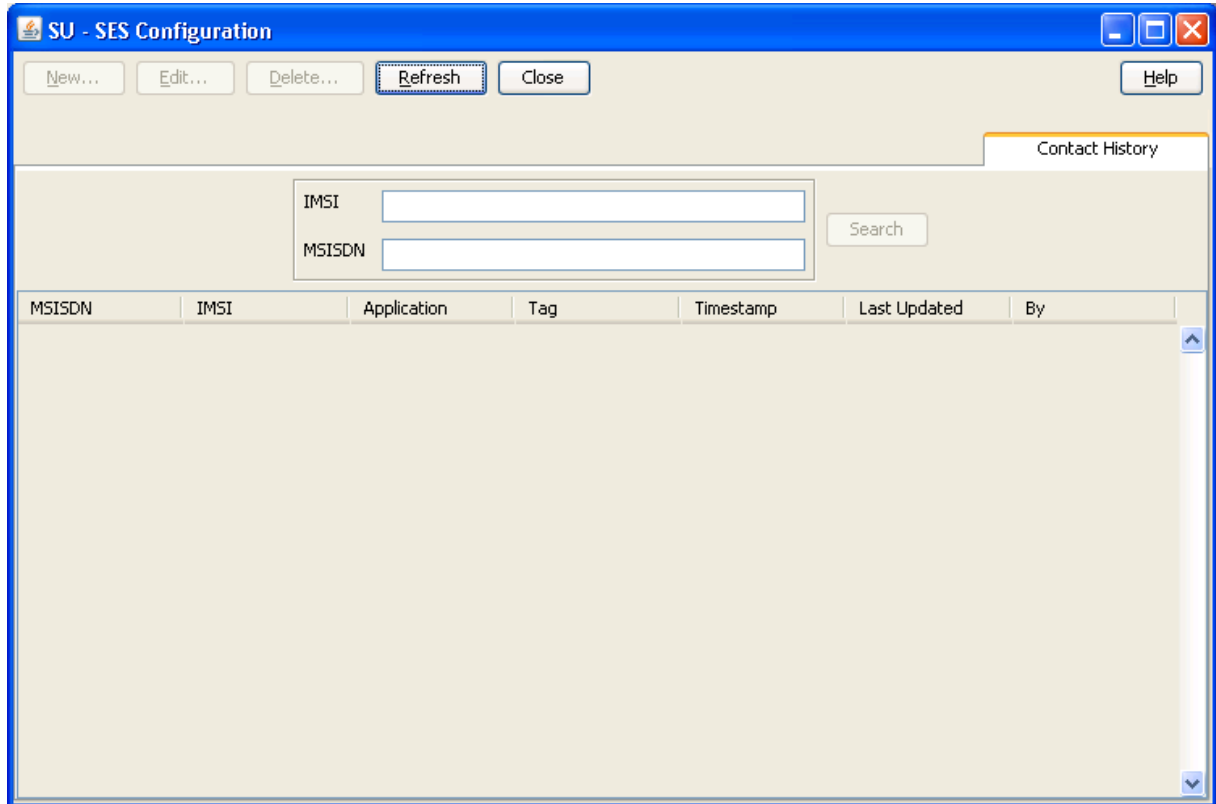 SU - SES Configuration
New... Edit... Delete... Refresh Close Help
Contact History
IMSI
Search
MSISDN
MSISDN IMSI Application Tag Timestamp Last Updated By